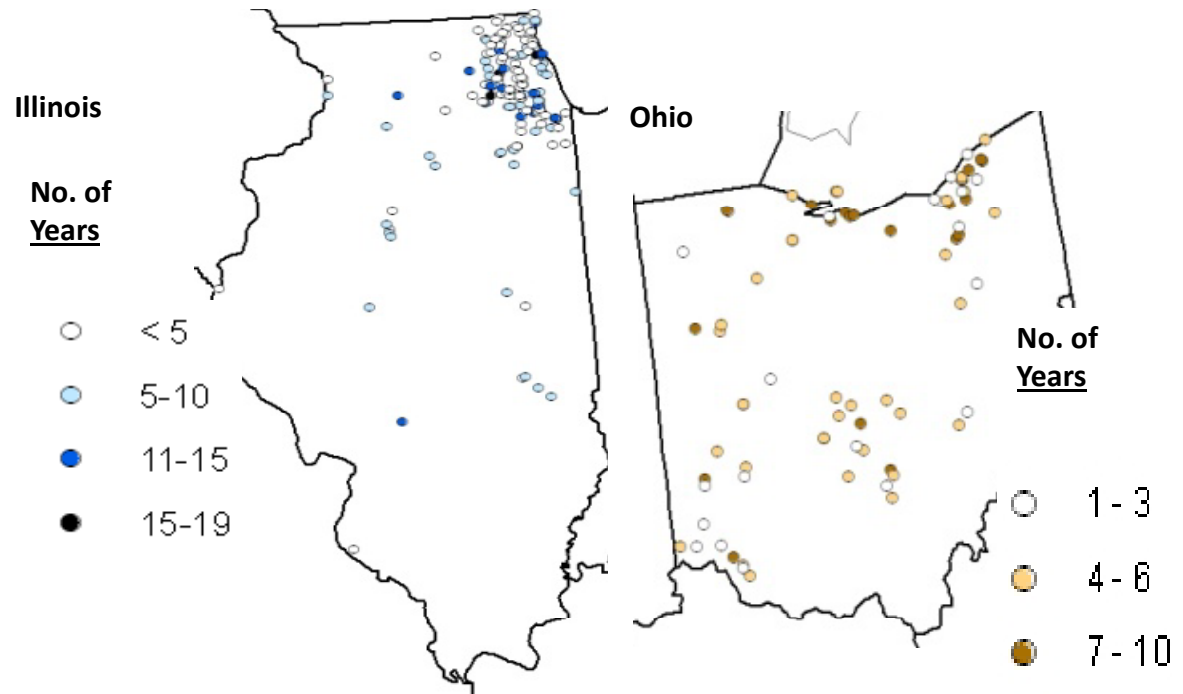 Illinois
No. of
Years
< 5
5-10
11-15
15-19
Ohio
No. of
Years
1 - 3
4 - 6
7 - 10